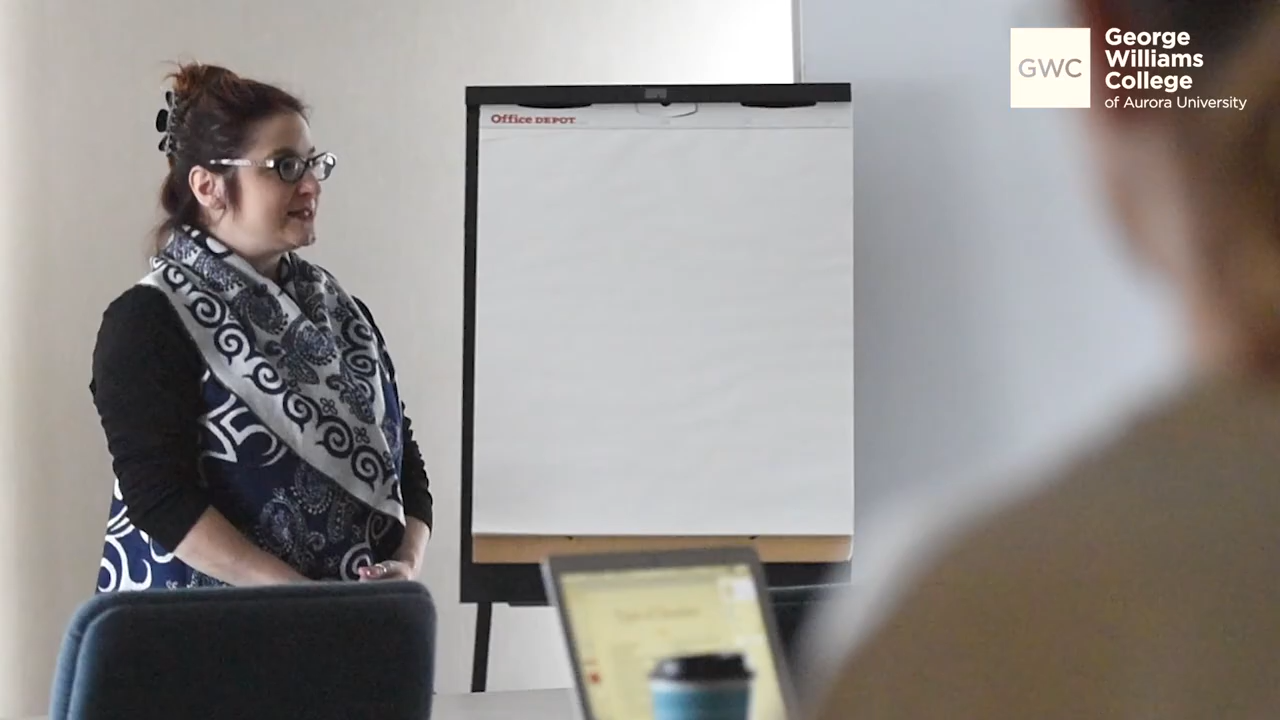 Office DEPOT
GWC
George
Williams
College
of Aurora University